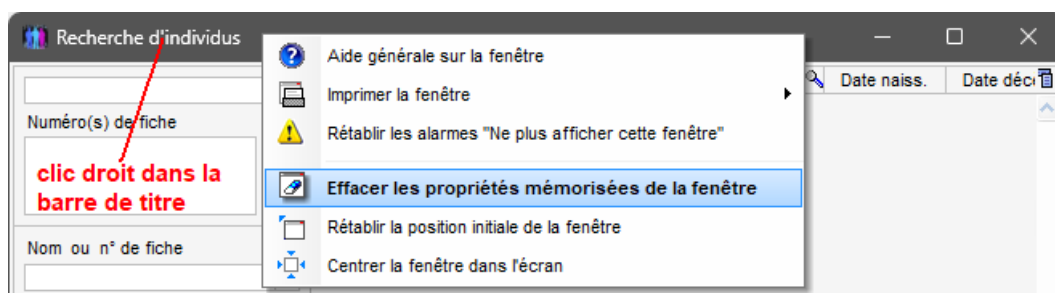 Recherche d'individus
Aide générale sur la fenêtre
Imprimer la fenêtre
Rétablir les alarmes "Ne plus afficher cette fenêtre"
Effacer les propriétés mémorisées de la fenêtre
Rétablir la position initiale de la fenêtre
Centrer la fenêtre dans l'écran
Date naiss. Date déc
Numéro(s) de fiche
clic droit dans la
barre de titre
Nom ou n° de fiche